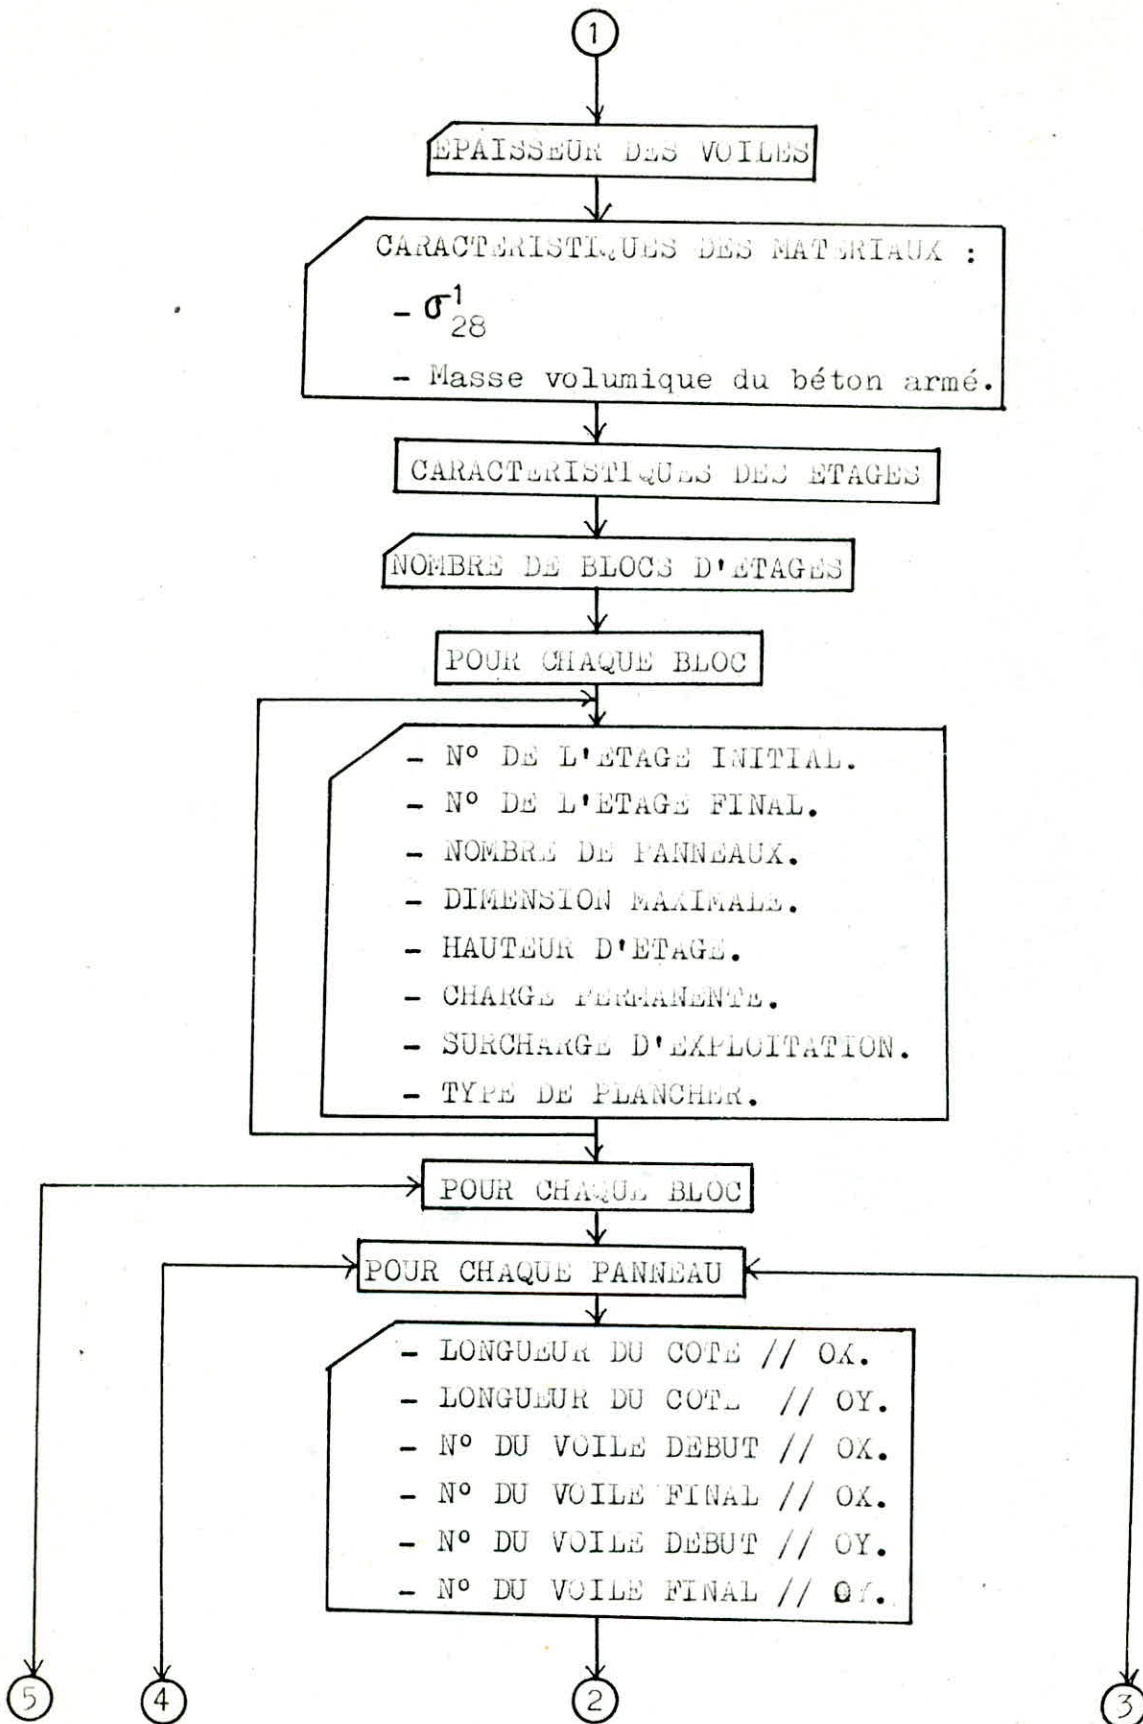 1
EPAISSEUR DES VOILES
CARACTERISTIQUES DES MATERIAUX :
- σ¹₂₈
- Masse volumique du béton armé.
CARACTERISTIQUES DES ETAGES
NOMBRE DE BLOCS D'ETAGES
POUR CHAQUE BLOC
- N° DE L'ETAGE INITIAL.
- N° DE L'ETAGE FINAL.
- NOMBRE DE PANNEAUX.
- DIMENSION MAXIMALE.
- HAUTEUR D'ETAGE.
- CHARGE PERMANENTE.
- SURCHARGE D'EXPLOITATION.
- TYPE DE PLANCHER.
POUR CHAQUE BLOC
POUR CHAQUE PANNEAU
- LONGUEUR DU COTE // OX.
- LONGUEUR DU COTE // OY.
- N° DU VOILE DEBUT // OX.
- N° DU VOILE FINAL // OX.
- N° DU VOILE DEBUT // OY.
- N° DU VOILE FINAL // OY.
5 4 2 3